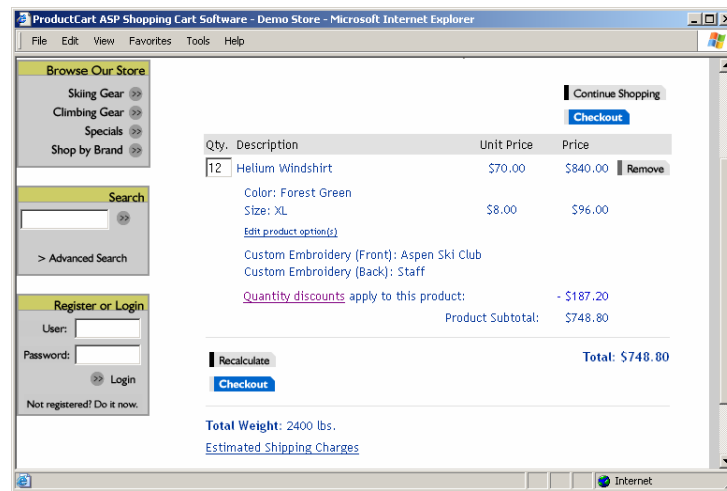 ProductCart ASP Shopping Cart Software - Demo Store - Microsoft Internet Explorer
File Edit View Favorites Tools Help
Browse Our Store
Skiing Gear
Climbing Gear
Specials
Shop by Brand
Search
> Advanced Search
Register or Login
User:
Password:
Login
Not registered? Do it now.
Continue Shopping
Checkout
Qty. Description Unit Price Price
12 Helium Windshirt $70.00 $840.00 Remove
Color: Forest Green
Size: XL $8.00 $96.00
Edit product option(s)
Custom Embroidery (Front): Aspen Ski Club
Custom Embroidery (Back): Staff
Quantity discounts apply to this product: - $187.20
Product Subtotal: $748.80
Recalculate Total: $748.80
Checkout
Total Weight: 2400 lbs.
Estimated Shipping Charges
Internet